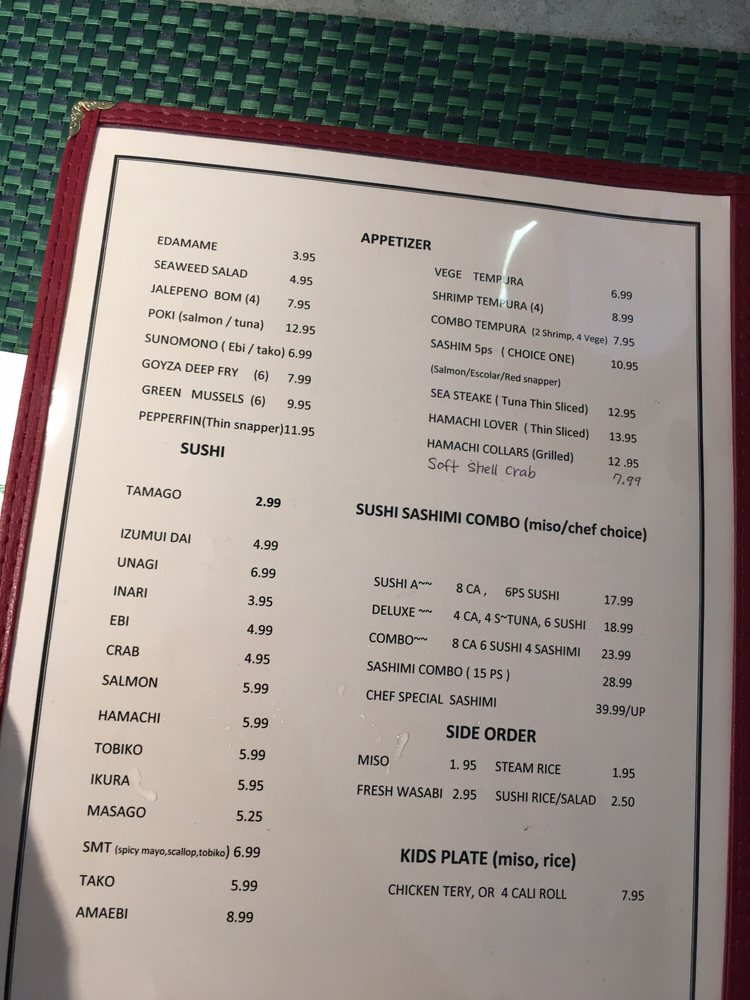 APPETIZER
EDAMAME 3.95
SEAWEED SALAD 4.95
JALEPENO BOM (4) 7.95
POKI (salmon / tuna) 12.95
SUNOMONO ( Ebi / tako) 6.99
GOYZA DEEP FRY (6) 7.99
GREEN MUSSELS (6) 9.95
PEPPERFIN(Thin snapper)11.95
VEGE TEMPURA 6.99
SHRIMP TEMPURA (4) 8.99
COMBO TEMPURA (2 Shrimp, 4 Vege) 7.95
SASHIM 5ps ( CHOICE ONE) 10.95
(Salmon/Escolar/Red snapper)
SEA STEAKE ( Tuna Thin Sliced) 12.95
HAMACHI LOVER ( Thin Sliced) 13.95
HAMACHI COLLARS (Grilled) 12 .95
Soft Shell Crab 7.99
SUSHI
TAMAGO 2.99
IZUMUI DAI 4.99
UNAGI 6.99
INARI 3.95
EBI 4.99
CRAB 4.95
SALMON 5.99
HAMACHI 5.99
TOBIKO 5.99
IKURA 5.95
MASAGO 5.25
SMT (spicy mayo,scallop,tobiko) 6.99
TAKO 5.99
AMAEBI 8.99
SUSHI SASHIMI COMBO (miso/chef choice)
SUSHI A~~ 8 CA , 6PS SUSHI 17.99
DELUXE ~~ 4 CA, 4 S~TUNA, 6 SUSHI 18.99
COMBO~~ 8 CA 6 SUSHI 4 SASHIMI 23.99
SASHIMI COMBO ( 15 PS ) 28.99
CHEF SPECIAL SASHIMI 39.99/UP
SIDE ORDER
MISO 1. 95 STEAM RICE 1.95
FRESH WASABI 2.95 SUSHI RICE/SALAD 2.50
KIDS PLATE (miso, rice)
CHICKEN TERY, OR 4 CALI ROLL 7.95